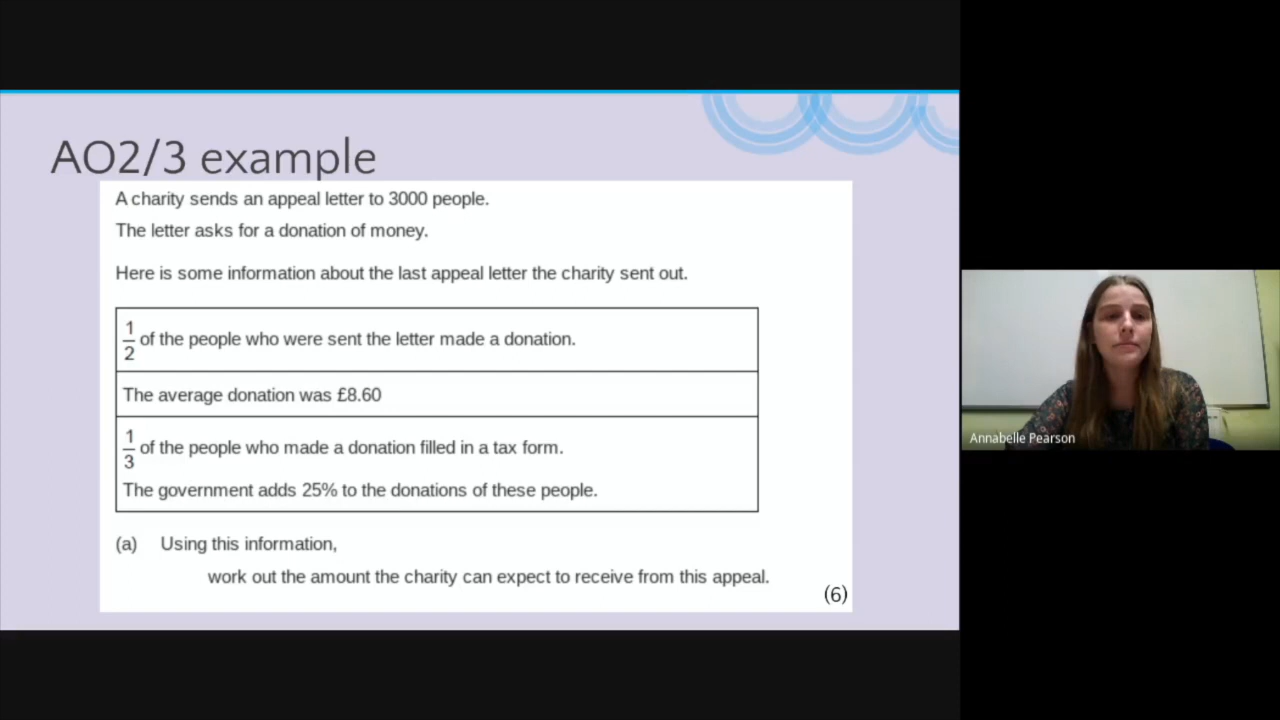 AO2/3 example
A charity sends an appeal letter to 3000 people.
The letter asks for a donation of money.
Here is some information about the last appeal letter the charity sent out.
1/2 of the people who were sent the letter made a donation.
The average donation was £8.60
1/3 of the people who made a donation filled in a tax form.
The government adds 25% to the donations of these people.
(a) Using this information,
work out the amount the charity can expect to receive from this appeal.
(6)
Annabelle Pearson